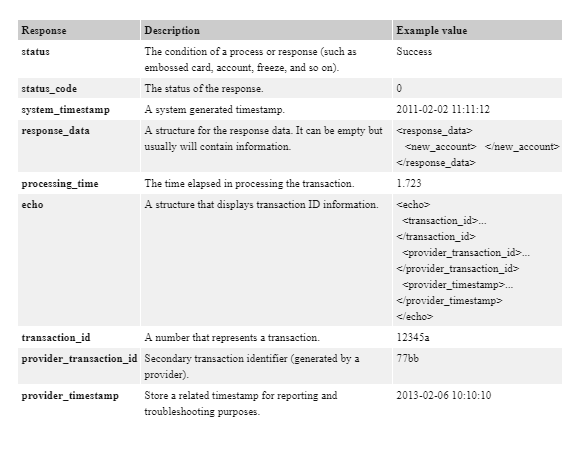 Response Description Example value
status The condition of a process or response (such as Success
embossed card, account, freeze, and so on).
status_code The status of the response. 0
system_timestamp A system generated timestamp. 2011-02-02 11:11:12
response_data A structure for the response data. It can be empty but <response_data>
usually will contain information. <new_account> </new_account>
</response_data>
processing_time The time elapsed in processing the transaction. 1.723
echo A structure that displays transaction ID information. <echo>
<transaction_id>...
</transaction_id>
<provider_transaction_id>...
</provider_transaction_id>
<provider_timestamp>...
</provider_timestamp>
</echo>
transaction_id A number that represents a transaction. 12345a
provider_transaction_id Secondary transaction identifier (generated by a 77bb
provider).
provider_timestamp Store a related timestamp for reporting and 2013-02-06 10:10:10
troubleshooting purposes.